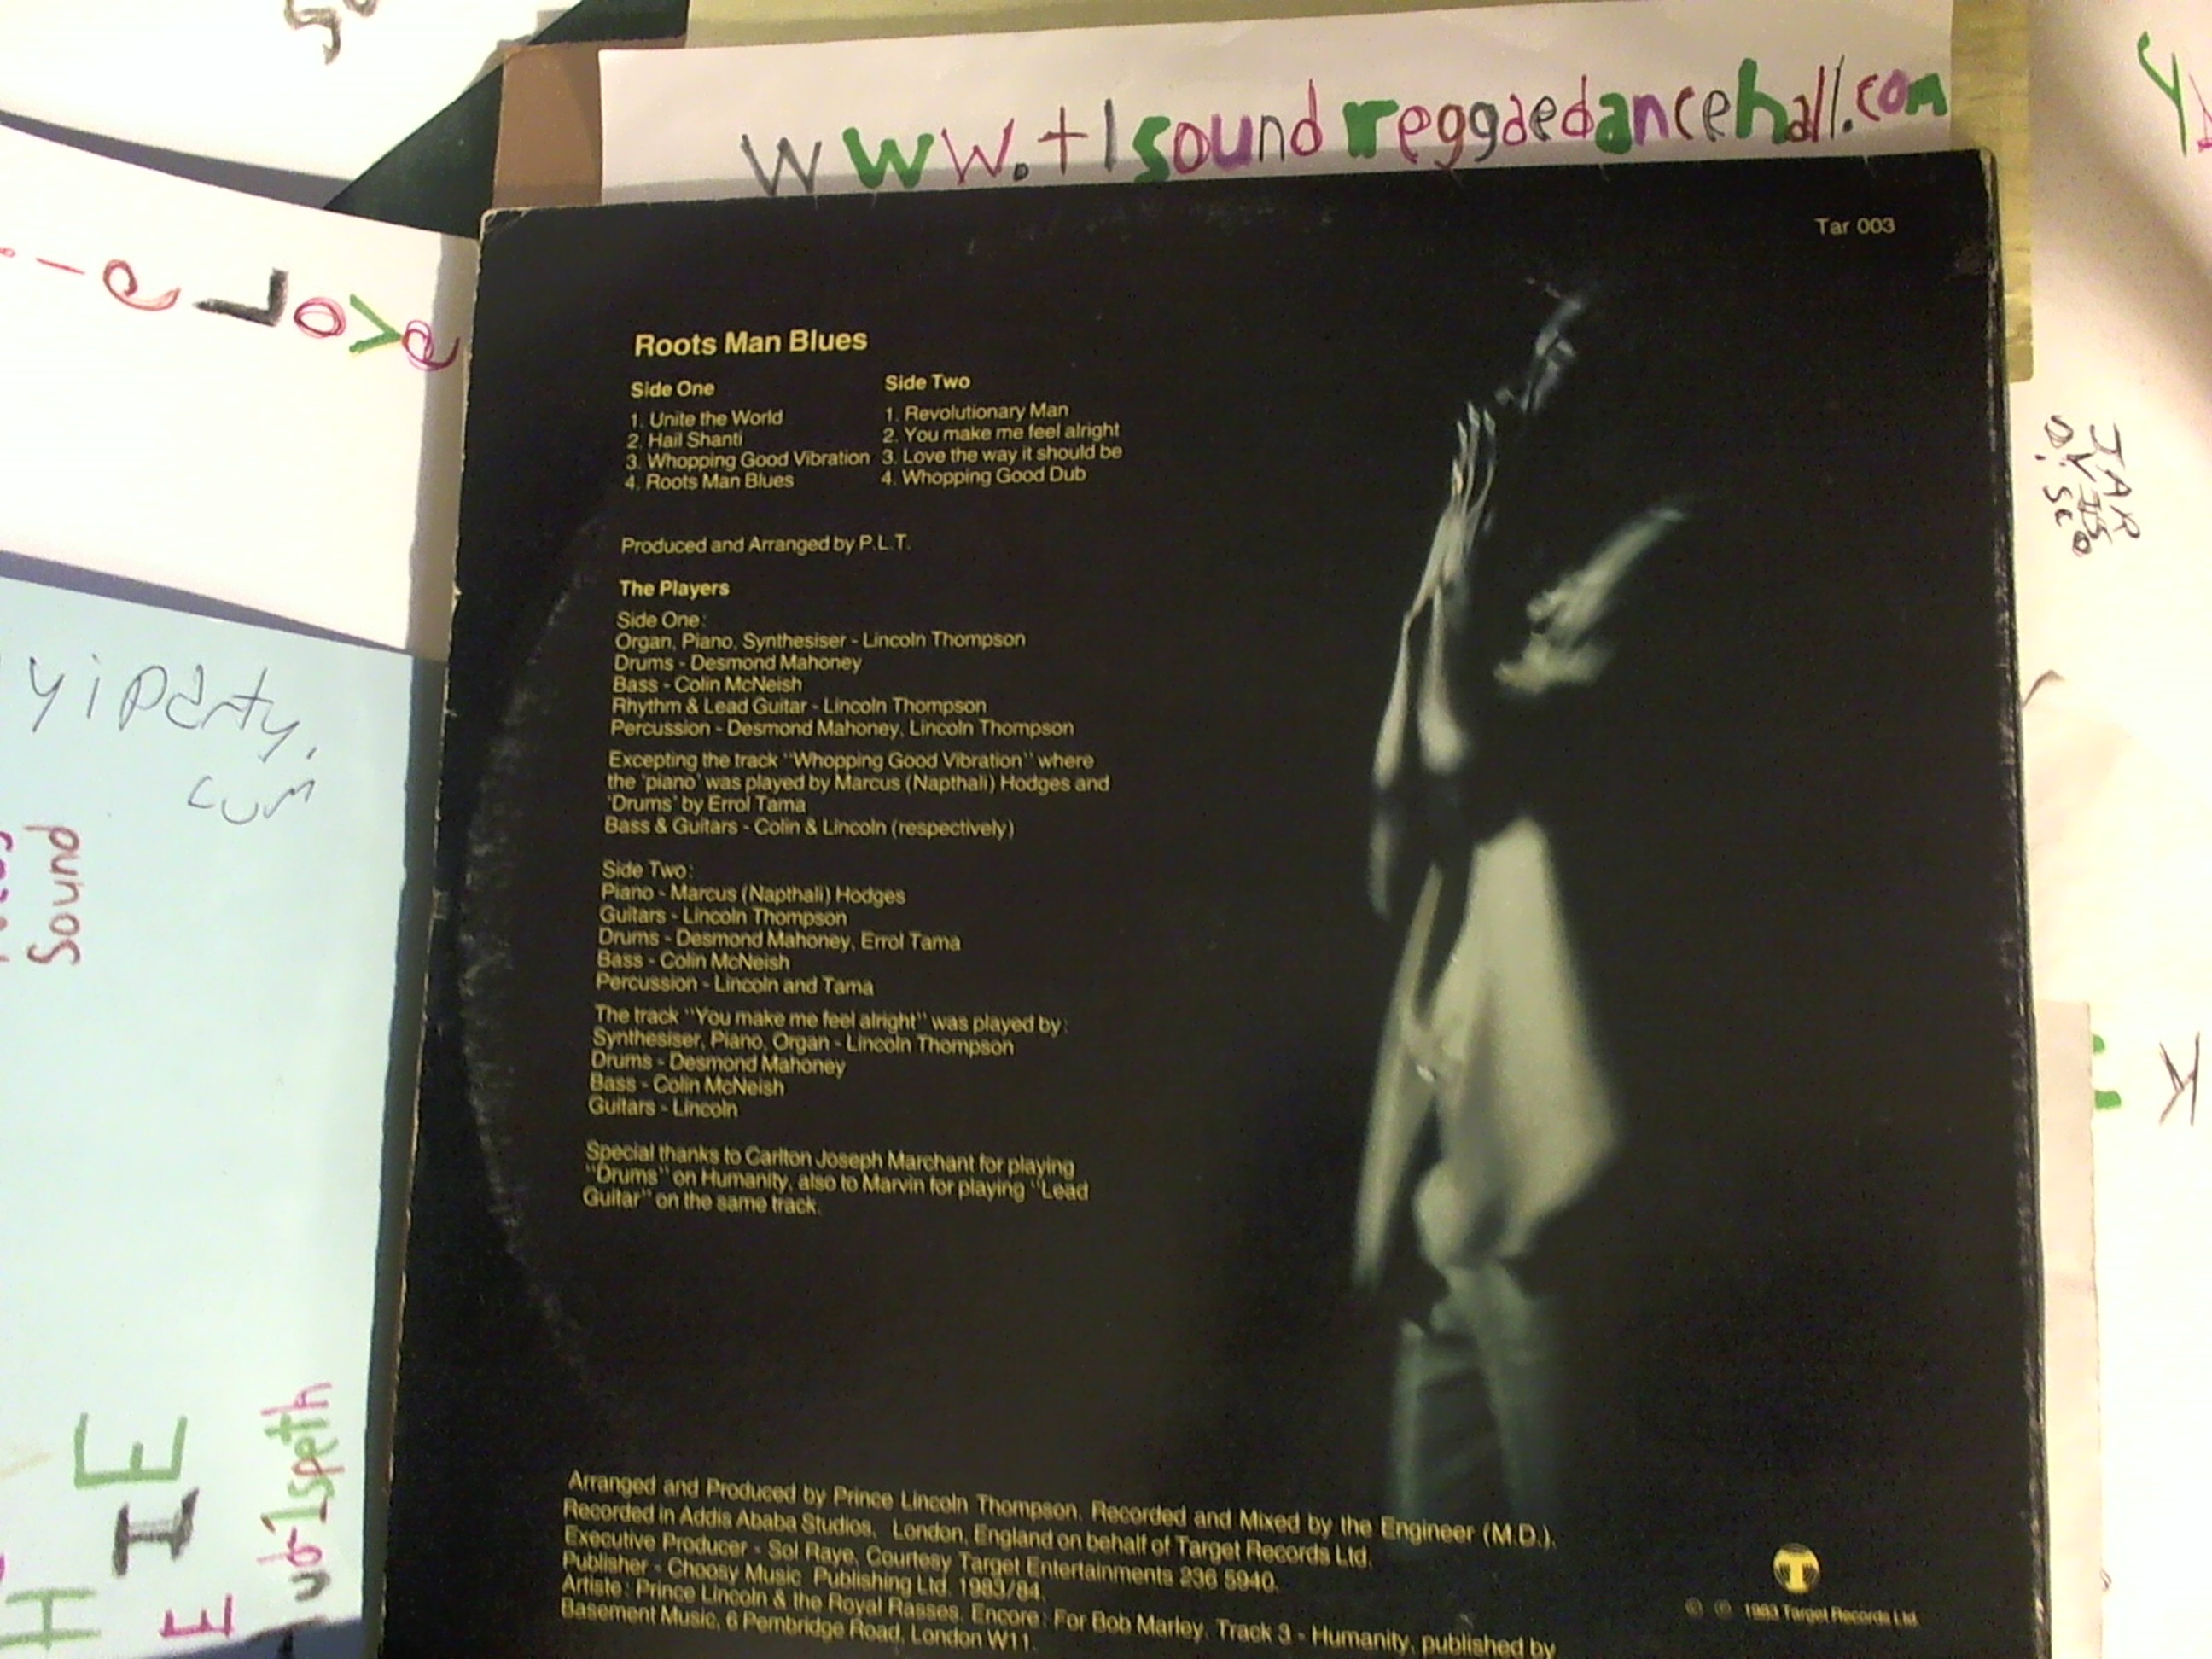 www.+1soundreggaedancehall.com
Tar 003
Love
Roots Man Blues
Side One
1. Unite the World
2. Hail Shanti
3. Whopping Good Vibration
4. Roots Man Blues
Side Two
1. Revolutionary Man
2. You make me feel alright
3. Love the way it should be
4. Whopping Good Dub
Produced and Arranged by P.L.T.
The Players
Side One:
Organ, Piano, Synthesiser - Lincoln Thompson
Drums - Desmond Mahoney
Bass - Colin McNeish
Rhythm & Lead Guitar - Lincoln Thompson
Percussion - Desmond Mahoney, Lincoln Thompson
Excepting the track "Whopping Good Vibration" where
the 'piano' was played by Marcus (Napthali) Hodges and
'Drums' by Errol Tama
Bass & Guitars - Colin & Lincoln (respectively)
Side Two:
Piano - Marcus (Napthali) Hodges
Guitars - Lincoln Thompson
Drums - Desmond Mahoney, Errol Tama
Bass - Colin McNeish
Percussion - Lincoln and Tama
The track "You make me feel alright" was played by:
Synthesiser, Piano, Organ - Lincoln Thompson
Drums - Desmond Mahoney
Bass - Colin McNeish
Guitars - Lincoln
Special thanks to Carlton Joseph Marchant for playing
"Drums" on Humanity, also to Marvin for playing "Lead
Guitar" on the same track.
Arranged and Produced by Prince Lincoln Thompson. Recorded and Mixed by the Engineer (M.D.).
Recorded in Addis Ababa Studios, London, England on behalf of Target Records Ltd.
Executive Producer - Sol Raye, Courtesy Target Entertainments 236 5940.
Publisher - Choosy Music Publishing Ltd. 1983/84.
Artiste: Prince Lincoln & the Royal Rasses. Encore: For Bob Marley. Track 3 - Humanity, published by
Basement Music, 6 Pembridge Road, London W11.
© ℗ 1983 Target Records Ltd.
yiparty.
Sound